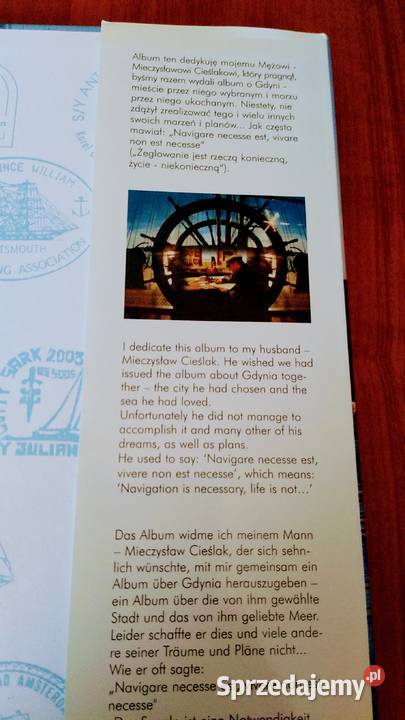 S/Y ANT
PRINCE WILLIAM
SAILING ASSOCIATION
CUTTY SARK 2003
RS 5005
JULIAN
AMSTERD
Album ten dedykuję mojemu Mężowi -
Mieczysławowi Cieślakowi, który pragnął,
byśmy razem wydali album o Gdyni -
mieście przez niego wybranym i morzu
przez niego ukochanym. Niestety, nie
zdążył zrealizować tego i wielu innych
swoich marzeń i planów... Jak często
mawiał: „Navigare necesse est, vivare
non est necesse"
(„Żeglowanie jest rzeczą konieczną,
życie - niekonieczną").
I dedicate this album to my husband –
Mieczysław Cieślak. He wished we had
issued the album about Gdynia toge-
ther – the city he had chosen and the
sea he had loved.
Unfortunately he did not manage to
accomplish it and many other of his
dreams, as well as plans.
He used to say: 'Navigare necesse est,
vivere non est necesse', which means:
'Navigation is necessary, life is not...'
Das Album widme ich meinem Mann
– Mieczysław Cieślak, der sich sehn-
lich wünschte, mit mir gemeinsam ein
Album über Gdynia herauszugeben –
ein Album über die von ihm gewählte
Stadt und das von ihm geliebte Meer.
Leider schaffte er dies und viele ande-
re seiner Träume und Pläne nicht...
Wie er oft sagte:
„Navigare necesse
necesse"
Sprzedajemy.pl